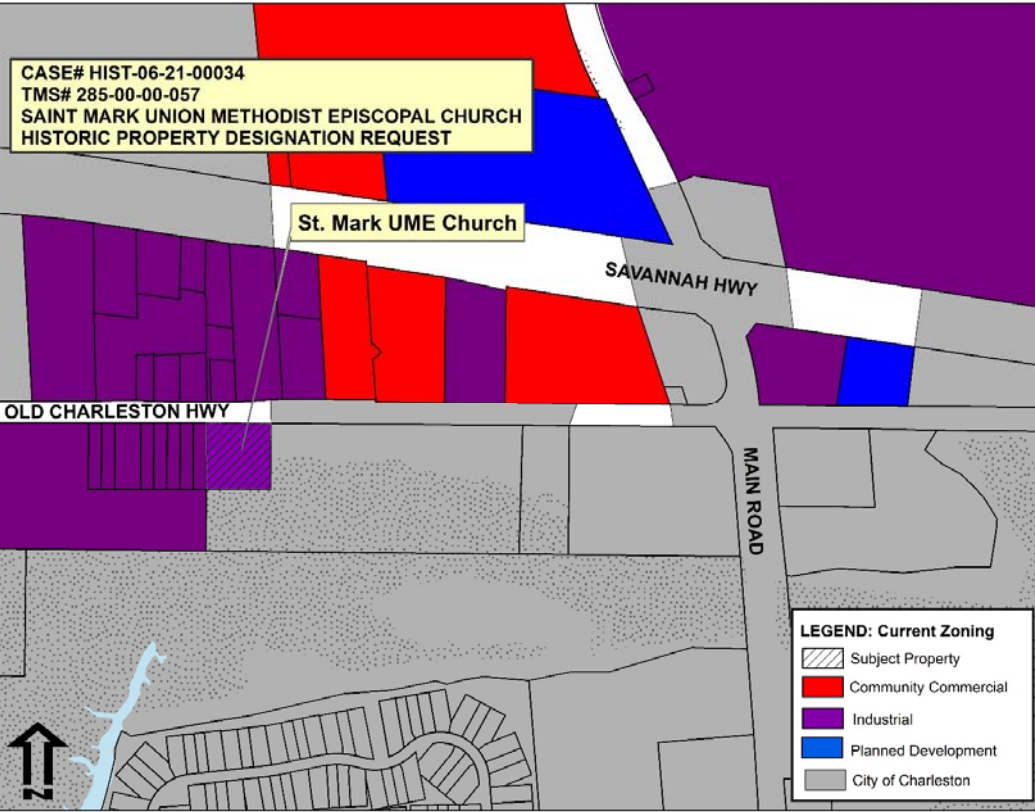 CASE# HIST-06-21-00034
TMS# 285-00-00-057
SAINT MARK UNION METHODIST EPISCOPAL CHURCH
HISTORIC PROPERTY DESIGNATION REQUEST
St. Mark UME Church
SAVANNAH HWY
OLD CHARLESTON HWY
MAIN ROAD
LEGEND: Current Zoning
Subject Property
Community Commercial
Industrial
Planned Development
City of Charleston
N